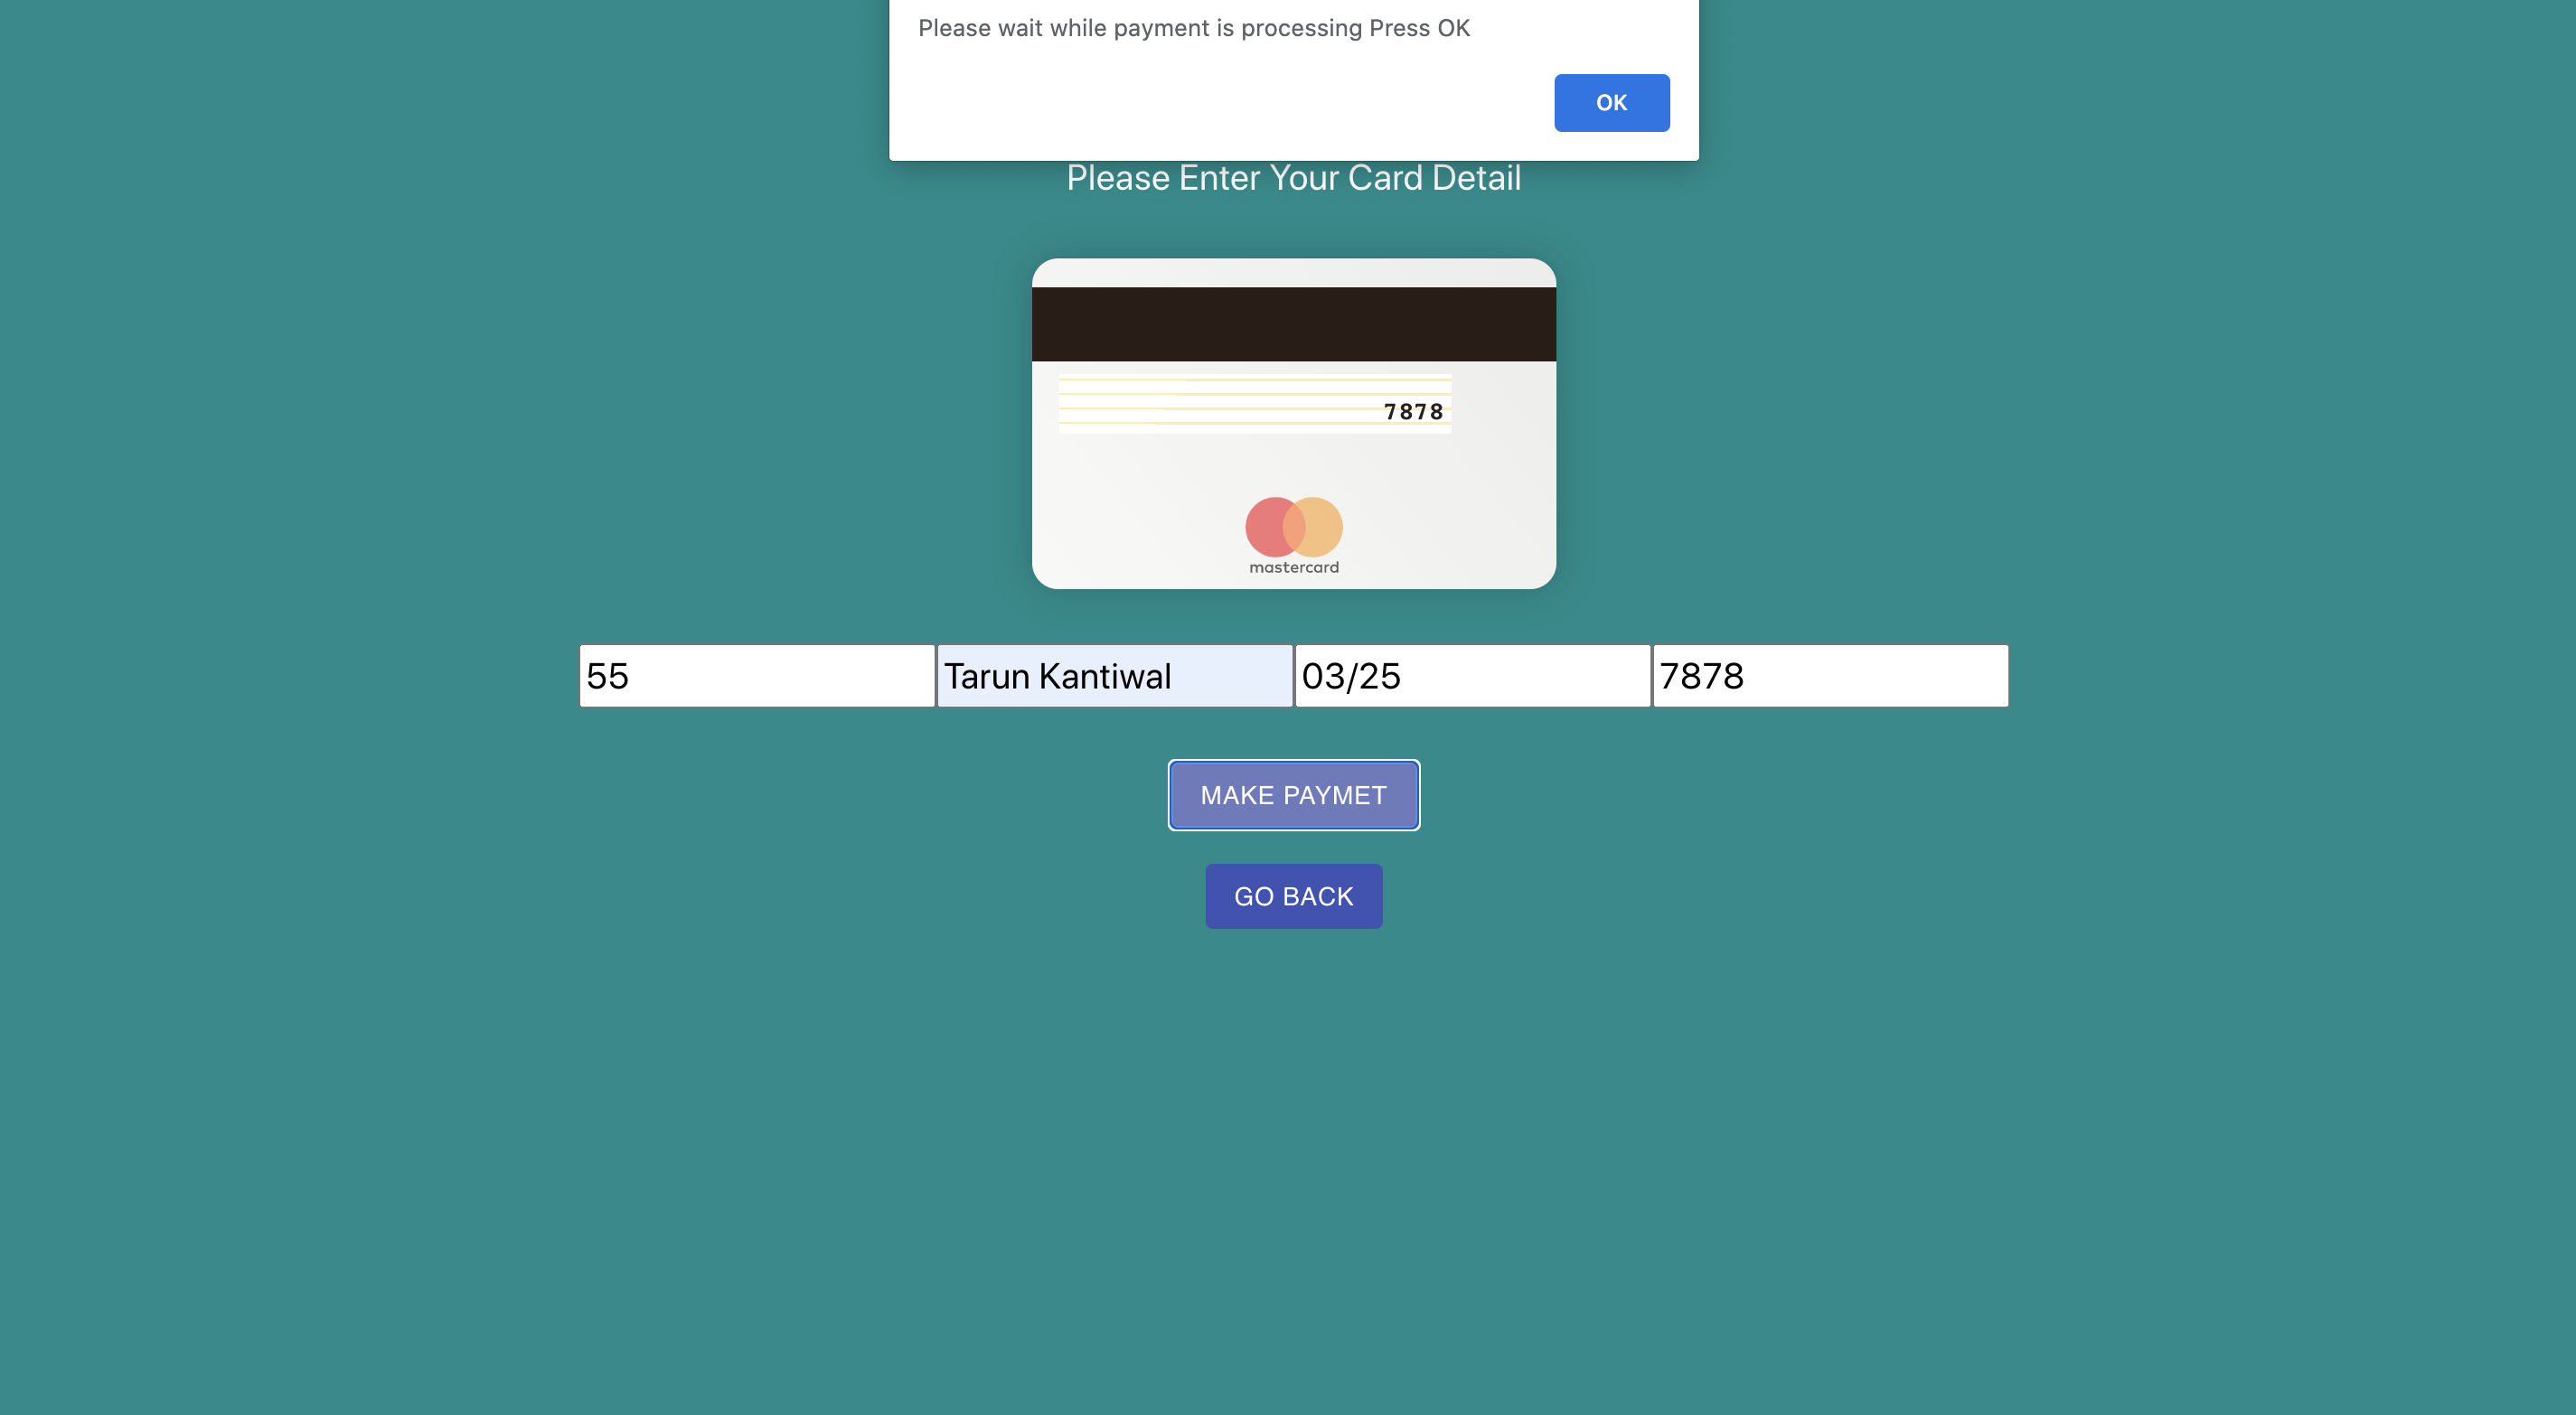 Please wait while payment is processing Press OK
OK
Please Enter Your Card Detail
7878
mastercard
55 Tarun Kantiwal 03/25 7878
MAKE PAYMET
GO BACK